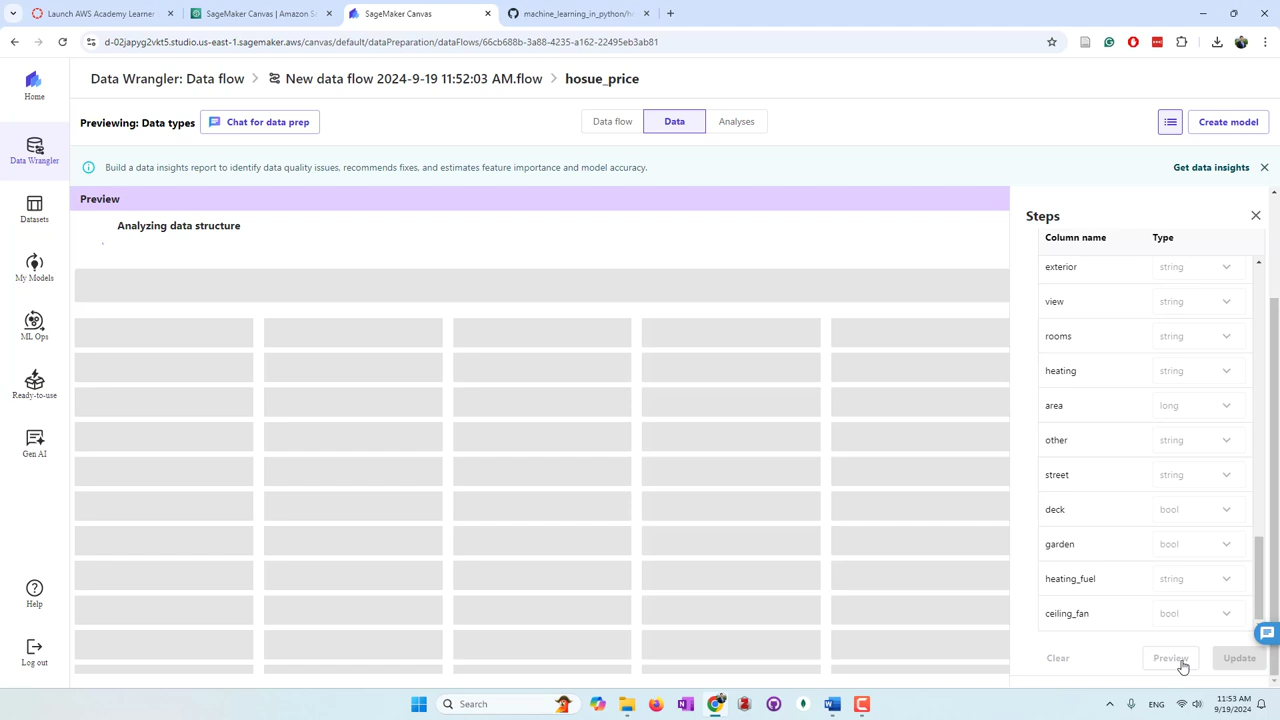 Launch AWS Academy Learner
SageMaker Canvas | Amazon S
SageMaker Canvas
machine_learning_in_python/ho
d-02japyg2vkt5.studio.us-east-1.sagemaker.aws/canvas/default/dataPreparation/dataFlows/66cb688b-3a88-4235-a162-22495eb3ab81
Home
Data Wrangler: Data flow > New data flow 2024-9-19 11:52:03 AM.flow > hosue_price
Previewing: Data types
Chat for data prep
Data flow
Data
Analyses
Create model
Data Wrangler
Build a data insights report to identify data quality issues, recommends fixes, and estimates feature importance and model accuracy.
Get data insights
Datasets
My Models
ML Ops
Ready-to-use
Gen AI
Help
Log out
Preview
Analyzing data structure
Steps
Column name Type
exterior string
view string
rooms string
heating string
area long
other string
street string
deck bool
garden bool
heating_fuel string
ceiling_fan bool
Clear
Preview
Update
Search
ENG
11:53 AM
9/19/2024